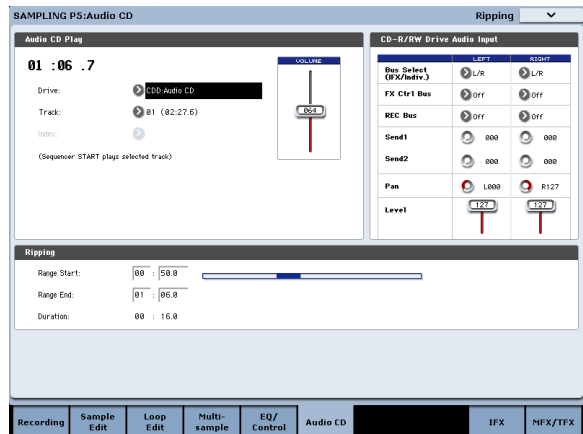 SAMPLING P5:Audio CD
Ripping
Audio CD Play
01 :06 .7
Drive:
CDD:Audio CD
Track:
01 (02:27.6)
Index:
(Sequencer START plays selected track)
VOLUME
064
CD-R/RW Drive Audio Input
LEFT RIGHT
Bus Select (IFX/Indiv.) L/R L/R
FX Ctrl Bus Off Off
REC Bus Off Off
Send1 000 000
Send2 000 000
Pan L000 R127
Level 127 127
Ripping
Range Start: 00 : 50.0
Range End: 01 : 06.0
Duration: 00 : 16.0
Recording
Sample Edit
Loop Edit
Multi-sample
EQ/Control
Audio CD
IFX
MFX/TFX